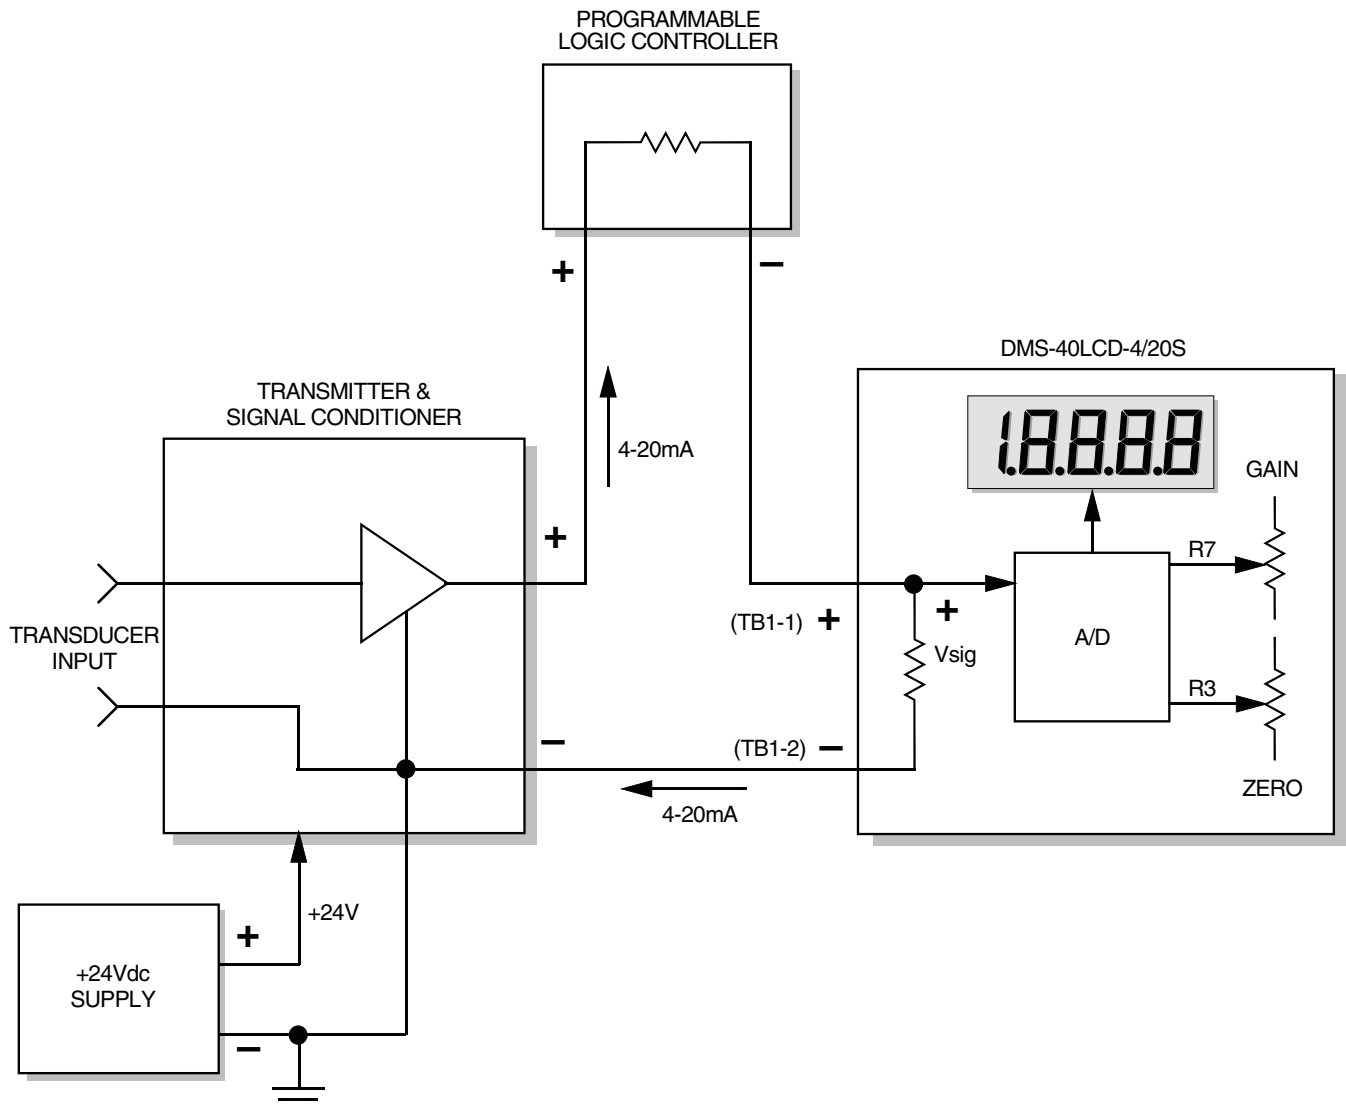 PROGRAMMABLE
LOGIC CONTROLLER
+
−
DMS-40LCD-4/20S
1.8.8.8.8
GAIN
TRANSMITTER &
SIGNAL CONDITIONER
4-20mA
+
R7
(TB1-1) +
+
Vsig
A/D
TRANSDUCER
INPUT
R3
−
(TB1-2) −
ZERO
4-20mA
+24V
+
+24Vdc
SUPPLY
−